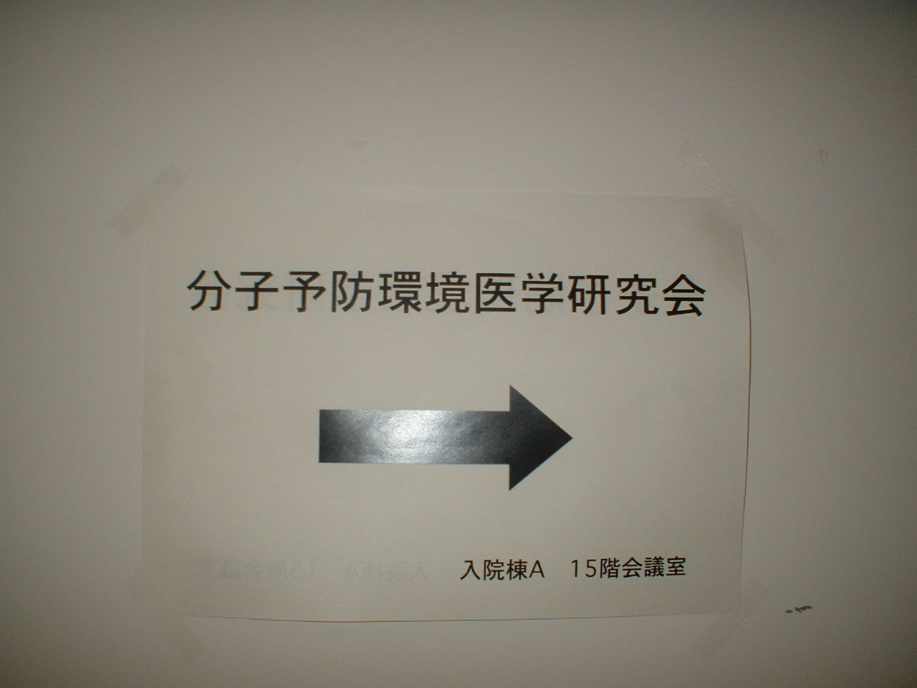 分子予防環境医学研究会
入院棟A　15階会議室